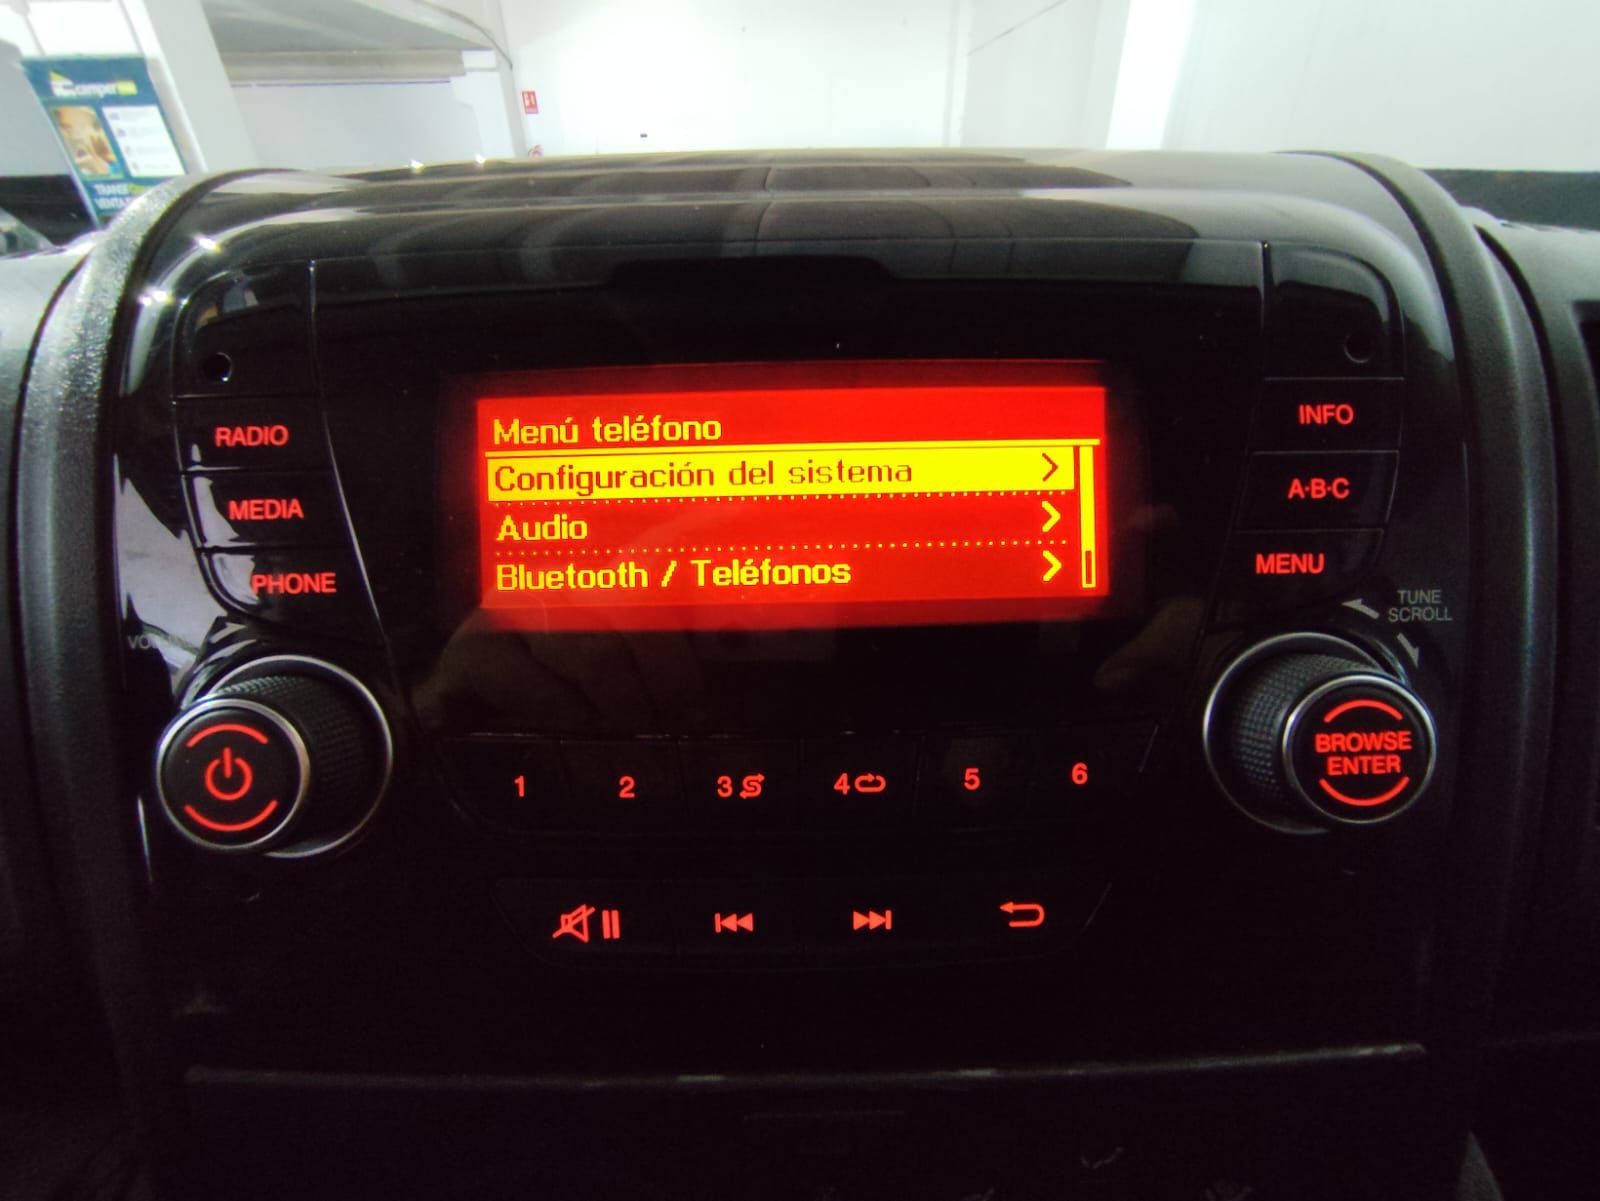 camper
RADIO
MEDIA
PHONE
Menú teléfono
Configuración del sistema
Audio
Bluetooth / Teléfonos
INFO
A·B·C
MENU
TUNE
SCROLL
BROWSE
ENTER
1
2
3
4
5
6